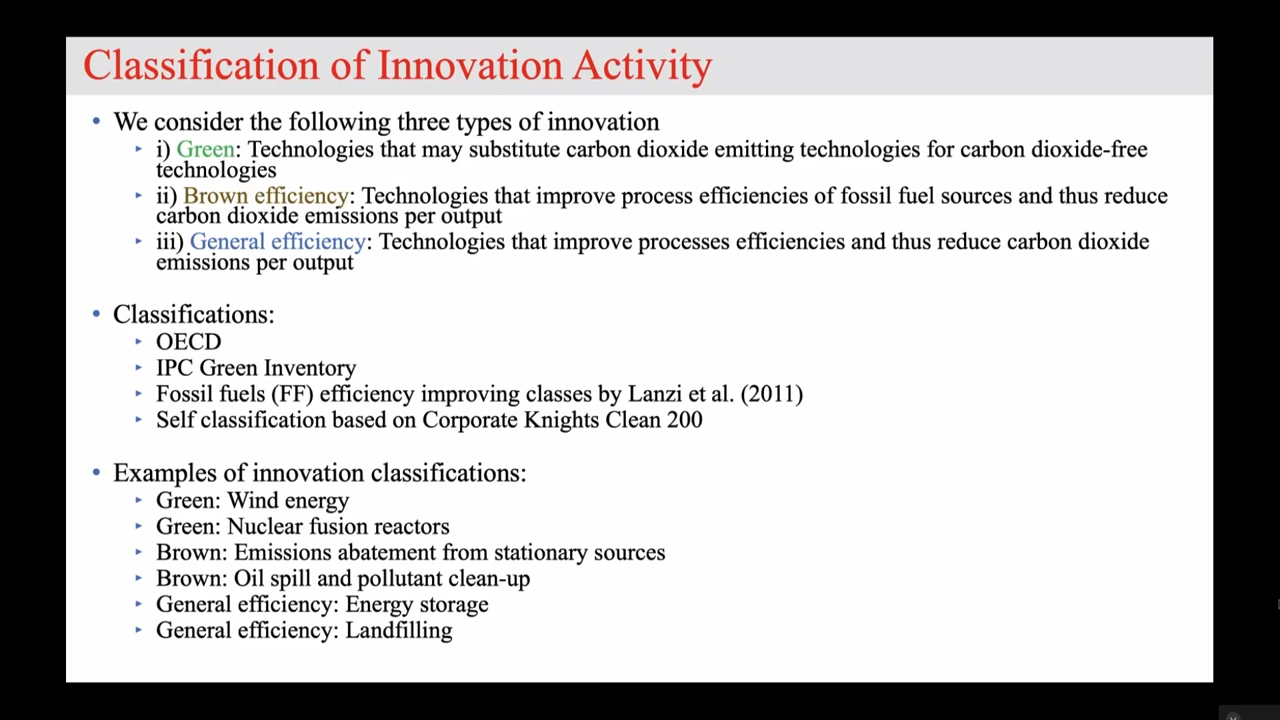 Classification of Innovation Activity
• We consider the following three types of innovation
‣ i) Green: Technologies that may substitute carbon dioxide emitting technologies for carbon dioxide-free
technologies
‣ ii) Brown efficiency: Technologies that improve process efficiencies of fossil fuel sources and thus reduce
carbon dioxide emissions per output
‣ iii) General efficiency: Technologies that improve processes efficiencies and thus reduce carbon dioxide
emissions per output
• Classifications:
‣ OECD
‣ IPC Green Inventory
‣ Fossil fuels (FF) efficiency improving classes by Lanzi et al. (2011)
‣ Self classification based on Corporate Knights Clean 200
• Examples of innovation classifications:
‣ Green: Wind energy
‣ Green: Nuclear fusion reactors
‣ Brown: Emissions abatement from stationary sources
‣ Brown: Oil spill and pollutant clean-up
‣ General efficiency: Energy storage
‣ General efficiency: Landfilling